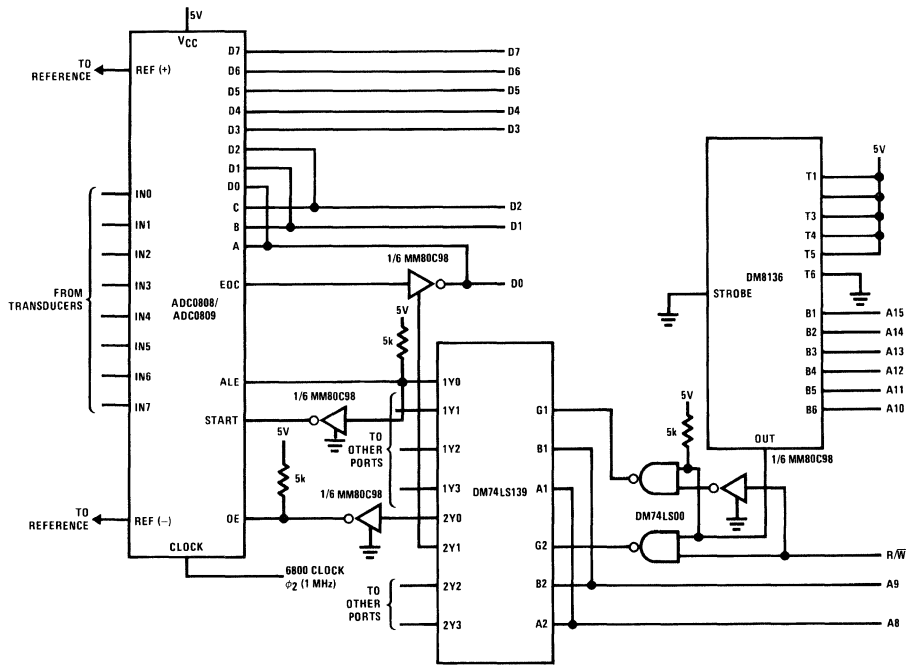 5V
VCC
TO
REFERENCE
REF (+)
D7
D6
D5
D4
D3
D2
D1
D0
C
B
A
D7
D6
D5
D4
D3
D2
D1
D0
IN0
IN1
IN2
IN3
IN4
IN5
IN6
IN7
FROM
TRANSDUCERS
ADC0808/
ADC0809
EOC
ALE
START
OE
1/6 MM80C98
5V
5k
1/6 MM80C98
5V
5k
1/6 MM80C98
TO
REFERENCE
REF (—)
CLOCK
6800 CLOCK
ϕ2 (1 MHz)
TO
OTHER
PORTS
TO
OTHER
PORTS
1Y0
1Y1
1Y2
1Y3
2Y0
2Y1
2Y2
2Y3
DM74LS139
G1
B1
A1
G2
B2
A2
5V
5k
1/6 MM80C98
DM74LS00
5V
T1
T3
T4
T5
T6
DM8136
STROBE
B1
B2
B3
B4
B5
B6
OUT
A15
A14
A13
A12
A11
A10
R/W̅
A9
A8